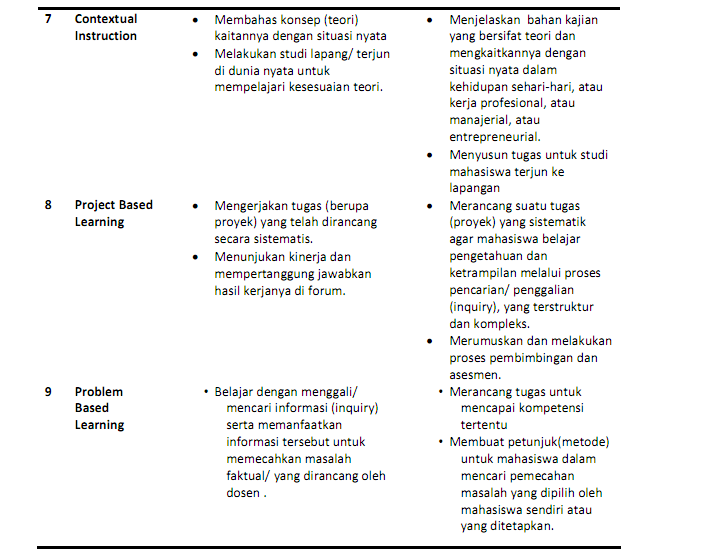 7
Contextual
Instruction
• Membahas konsep (teori)
kaitannya dengan situasi nyata
• Melakukan studi lapang/ terjun
di dunia nyata untuk
mempelajari kesesuaian teori.
• Menjelaskan bahan kajian
yang bersifat teori dan
mengkaitkannya dengan
situasi nyata dalam
kehidupan sehari-hari, atau
kerja profesional, atau
manajerial, atau
entrepreneurial.
• Menyusun tugas untuk studi
mahasiswa terjun ke
lapangan
8
Project Based
Learning
• Mengerjakan tugas (berupa
proyek) yang telah dirancang
secara sistematis.
• Menunjukan kinerja dan
mempertanggung jawabkan
hasil kerjanya di forum.
• Merancang suatu tugas
(proyek) yang sistematik
agar mahasiswa belajar
pengetahuan dan
ketrampilan melalui proses
pencarian/ penggalian
(inquiry), yang terstruktur
dan kompleks.
• Merumuskan dan melakukan
proses pembimbingan dan
asesmen.
9
Problem
Based
Learning
• Belajar dengan menggali/
mencari informasi (inquiry)
serta memanfaatkan
informasi tersebut untuk
memecahkan masalah
faktual/ yang dirancang oleh
dosen .
• Merancang tugas untuk
mencapai kompetensi
tertentu
• Membuat petunjuk(metode)
untuk mahasiswa dalam
mencari pemecahan
masalah yang dipilih oleh
mahasiswa sendiri atau
yang ditetapkan.